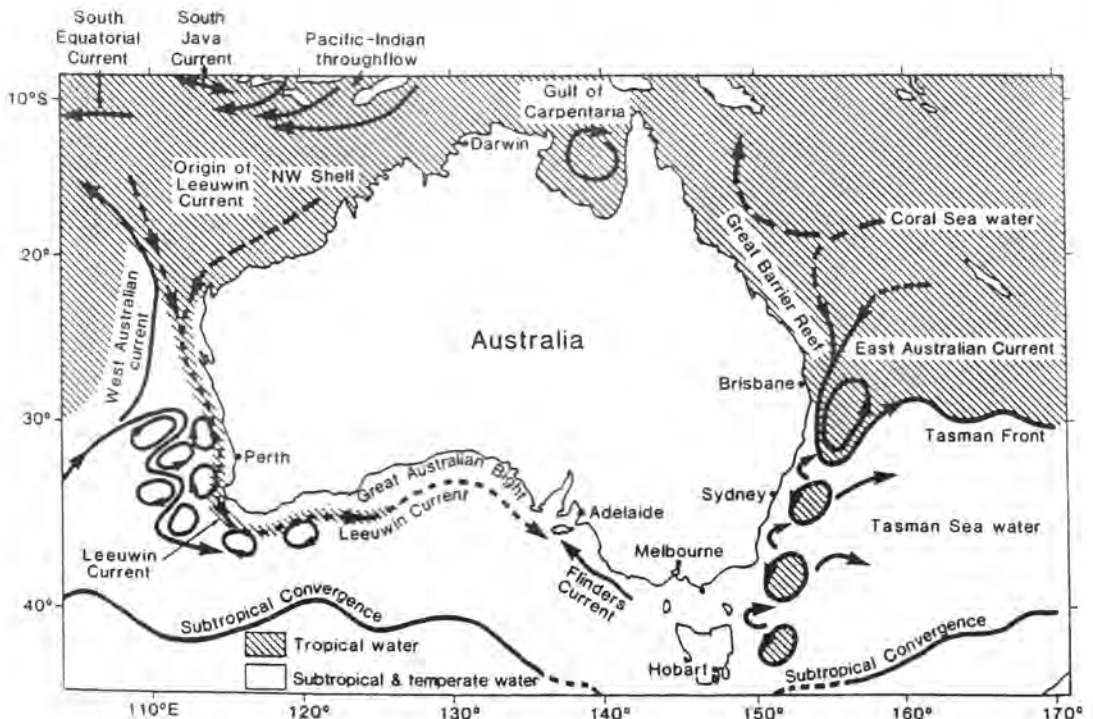 South
Equatorial
Current
South
Java
Current
Pacific-Indian
throughflow
10°S
Gulf of
Carpentaria
Darwin
Origin of
Leeuwin
Current
NW Shelf
Coral Sea water
20°
Great Barrier Reef
West Australian
current
Australia
East Australian Current
Brisbane
30°
Tasman Front
Perth
Great Australian Bight
Leeuwin Current
Sydney
Adelaide
Tasman Sea water
Leeuwin
Current
Melbourne
Flinders
Current
40°
Subtropical Convergence
Tropical water
Hobart
Subtropical Convergence
Subtropical & temperate water
110°E
120°
130°
140°
150°
160°
170°